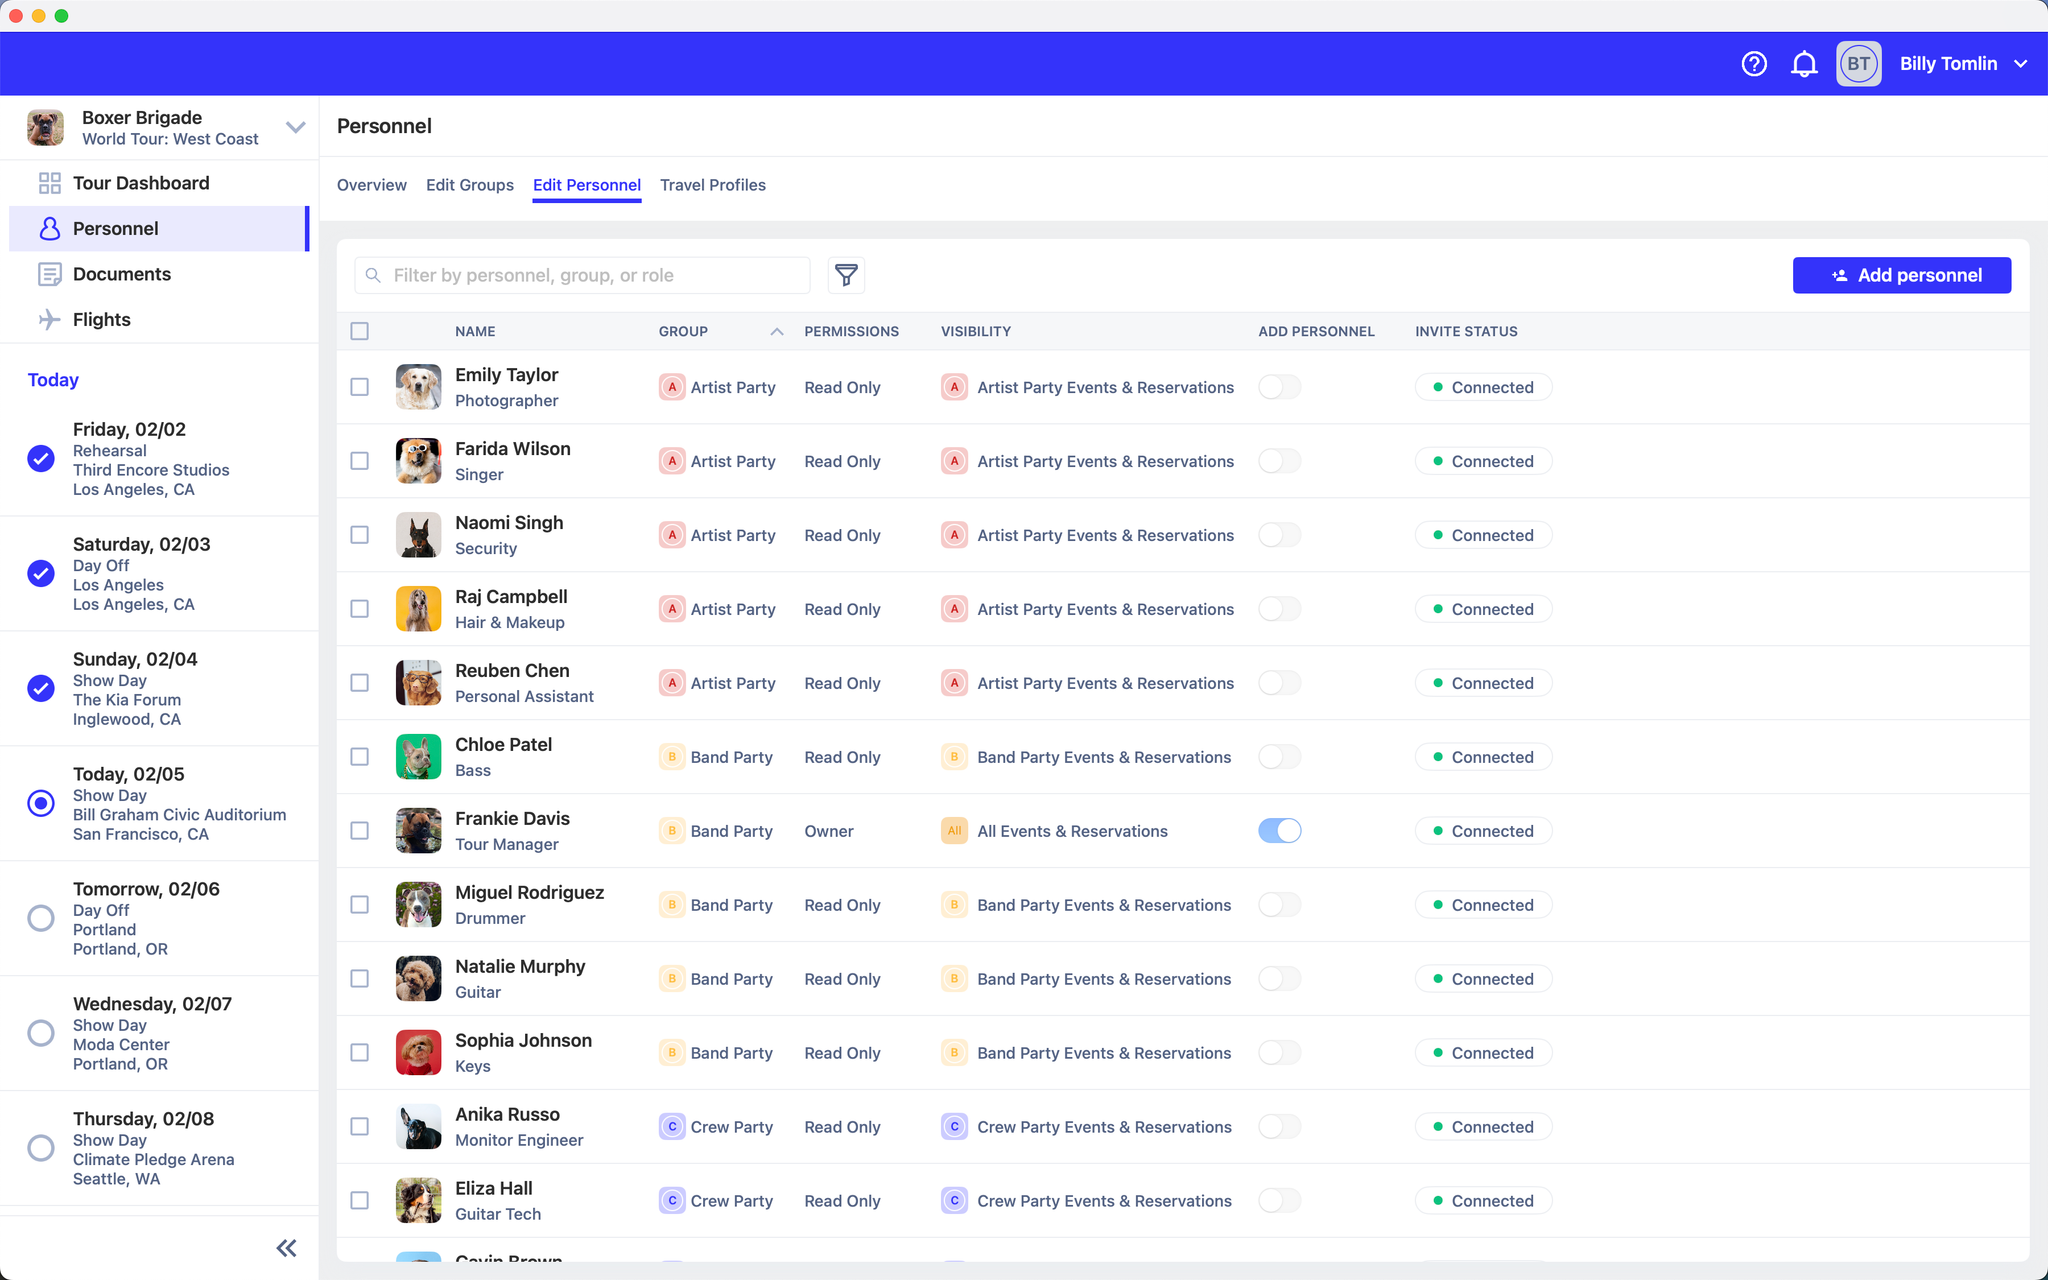 BT
Billy Tomlin
Boxer Brigade
World Tour: West Coast
Tour Dashboard
Personnel
Documents
Flights
Today
Friday, 02/02
Rehearsal
Third Encore Studios
Los Angeles, CA
Saturday, 02/03
Day Off
Los Angeles
Los Angeles, CA
Sunday, 02/04
Show Day
The Kia Forum
Inglewood, CA
Today, 02/05
Show Day
Bill Graham Civic Auditorium
San Francisco, CA
Tomorrow, 02/06
Day Off
Portland
Portland, OR
Wednesday, 02/07
Show Day
Moda Center
Portland, OR
Thursday, 02/08
Show Day
Climate Pledge Arena
Seattle, WA
Personnel
Overview Edit Groups Edit Personnel Travel Profiles
Filter by personnel, group, or role
Add personnel
NAME GROUP PERMISSIONS VISIBILITY ADD PERSONNEL INVITE STATUS
Emily Taylor
Photographer
A Artist Party Read Only A Artist Party Events & Reservations Connected
Farida Wilson
Singer
A Artist Party Read Only A Artist Party Events & Reservations Connected
Naomi Singh
Security
A Artist Party Read Only A Artist Party Events & Reservations Connected
Raj Campbell
Hair & Makeup
A Artist Party Read Only A Artist Party Events & Reservations Connected
Reuben Chen
Personal Assistant
A Artist Party Read Only A Artist Party Events & Reservations Connected
Chloe Patel
Bass
B Band Party Read Only B Band Party Events & Reservations Connected
Frankie Davis
Tour Manager
B Band Party Owner All All Events & Reservations Connected
Miguel Rodriguez
Drummer
B Band Party Read Only B Band Party Events & Reservations Connected
Natalie Murphy
Guitar
B Band Party Read Only B Band Party Events & Reservations Connected
Sophia Johnson
Keys
B Band Party Read Only B Band Party Events & Reservations Connected
Anika Russo
Monitor Engineer
C Crew Party Read Only C Crew Party Events & Reservations Connected
Eliza Hall
Guitar Tech
C Crew Party Read Only C Crew Party Events & Reservations Connected
Gavin Brown